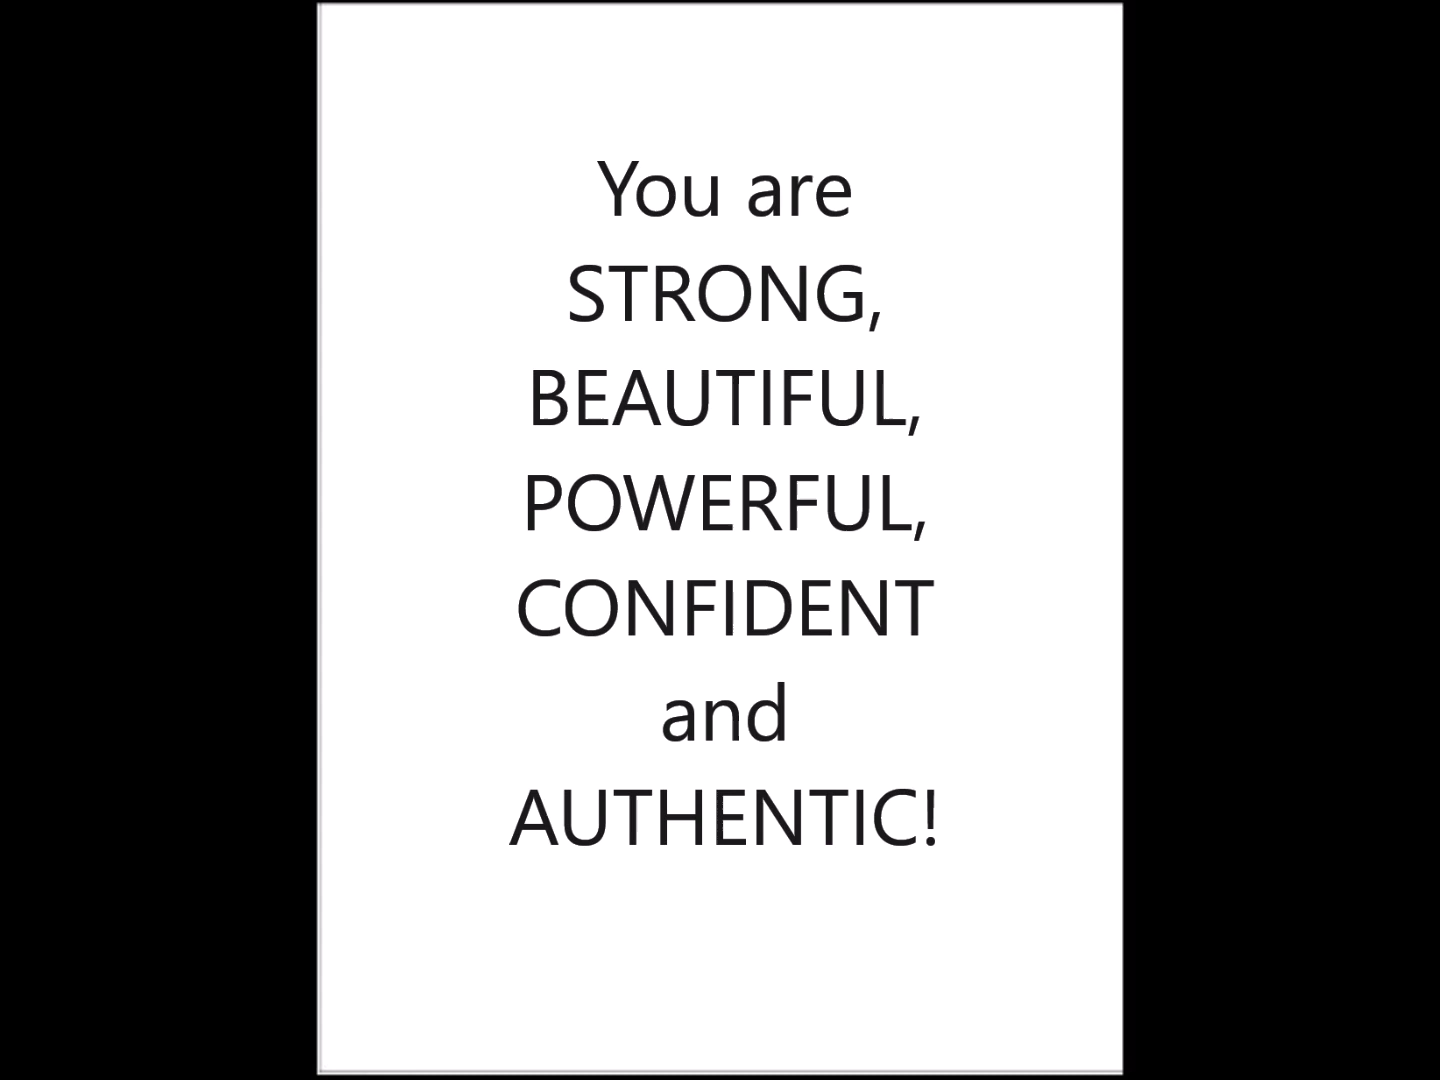 You are
STRONG,
BEAUTIFUL,
POWERFUL,
CONFIDENT
and
AUTHENTIC!